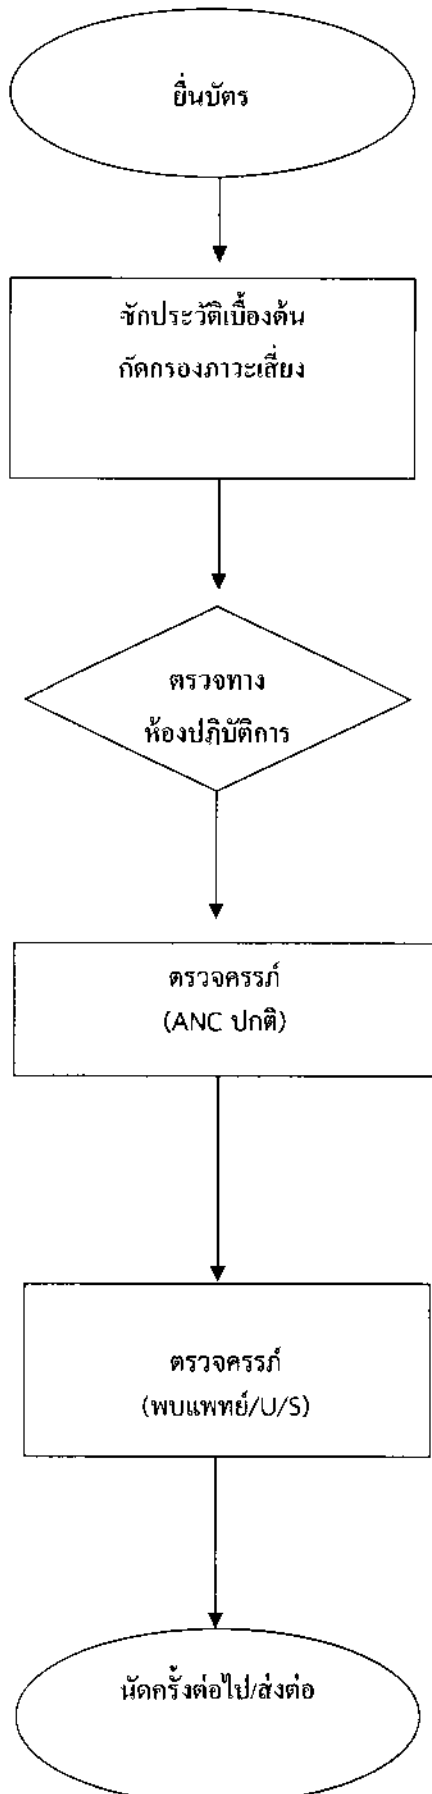 ยื่นบัตร
ซักประวัติเบื้องต้น
กัดกรองภาวะเสี่ยง
ตรวจทาง
ห้องปฏิบัติการ
ตรวจครรภ์
(ANC ปกติ)
ตรวจครรภ์
(พบแพทย์/U/S)
นัดครั้งต่อไป/ส่งต่อ